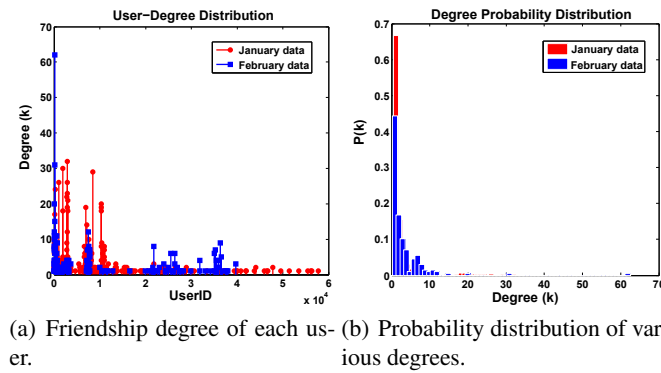 User-Degree Distribution
70
60
50
40
30
20
10
0
Degree (k)
January data
February data
0 1 2 3 4 5 6
x 10^4
UserID
Degree Probability Distribution
0.7
0.6
0.5
0.4
0.3
0.2
0.1
0
P(k)
January data
February data
0 10 20 30 40 50 60 70
Degree (k)
(a) Friendship degree of each us-
er.
(b) Probability distribution of var-
ious degrees.